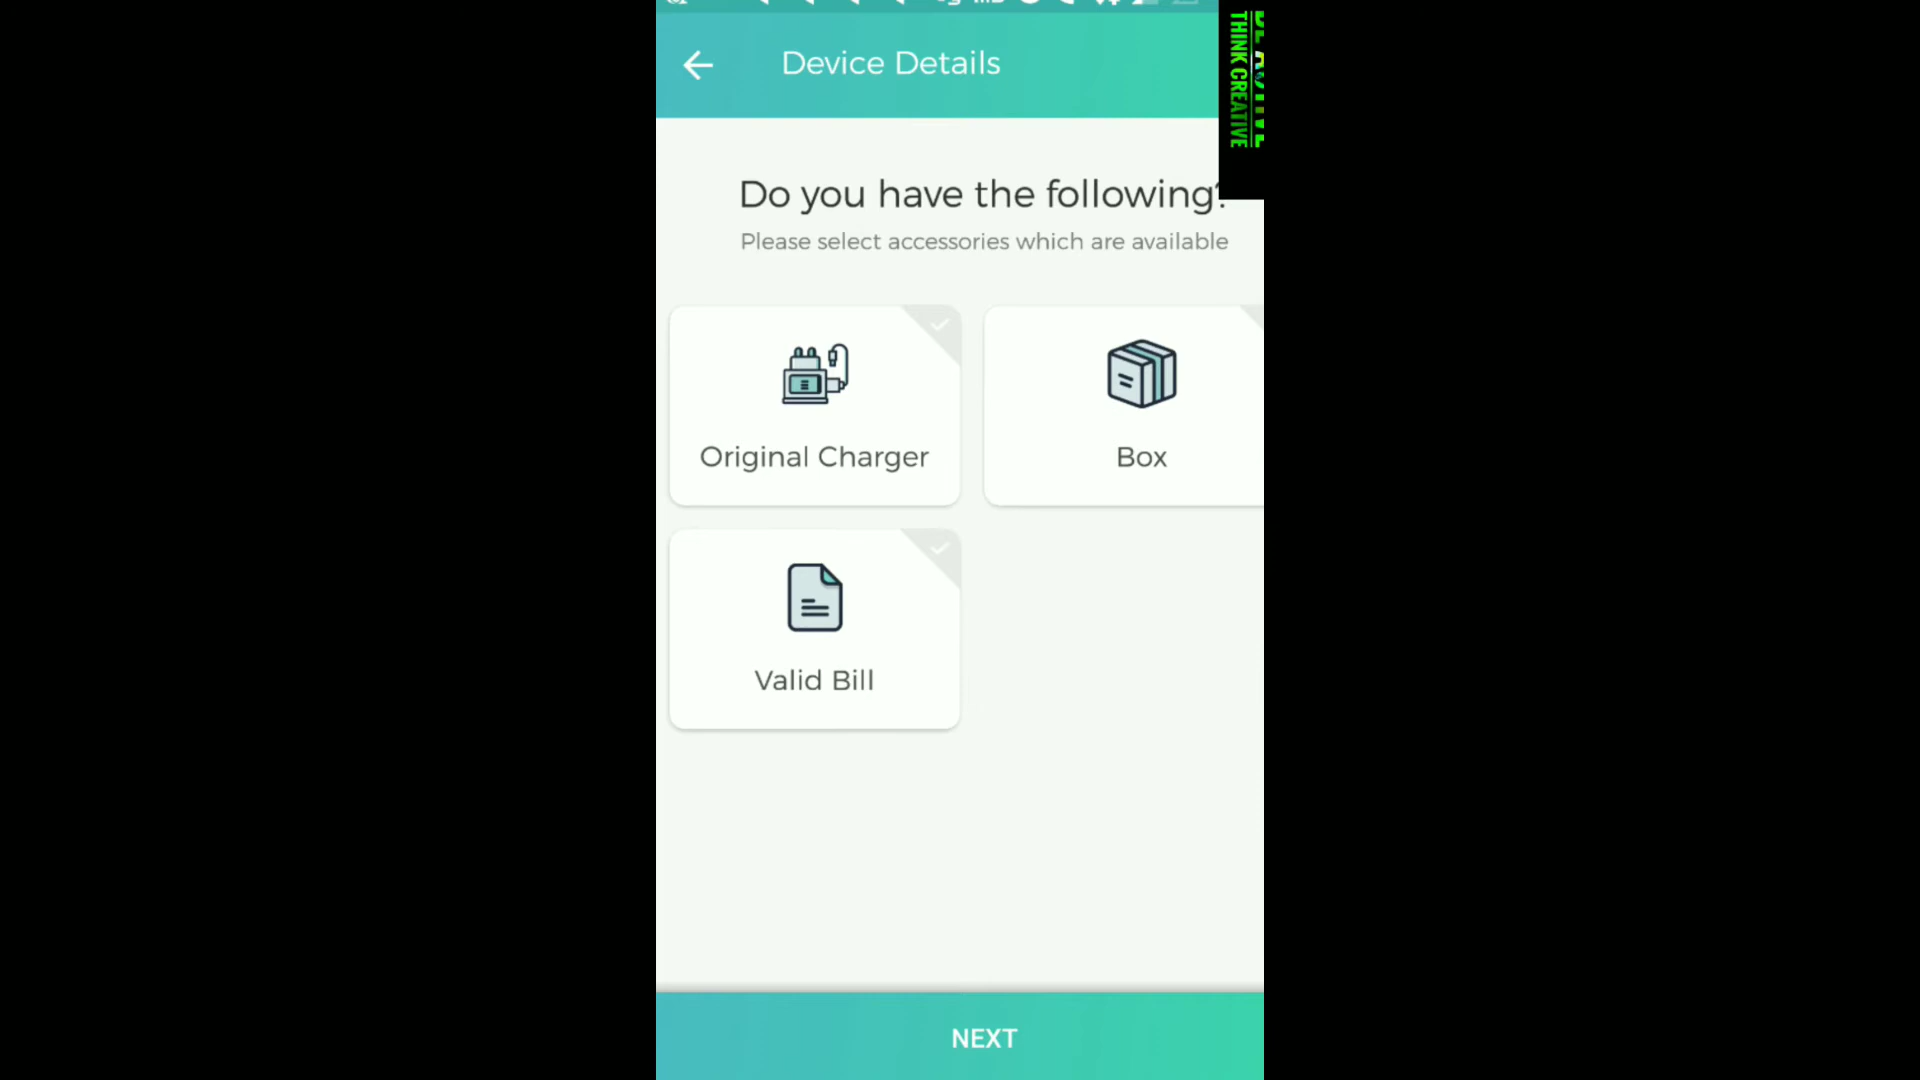 Device Details
THINK CREATIVE
Do you have the following?
Please select accessories which are available
Original Charger
Box
Valid Bill
NEXT